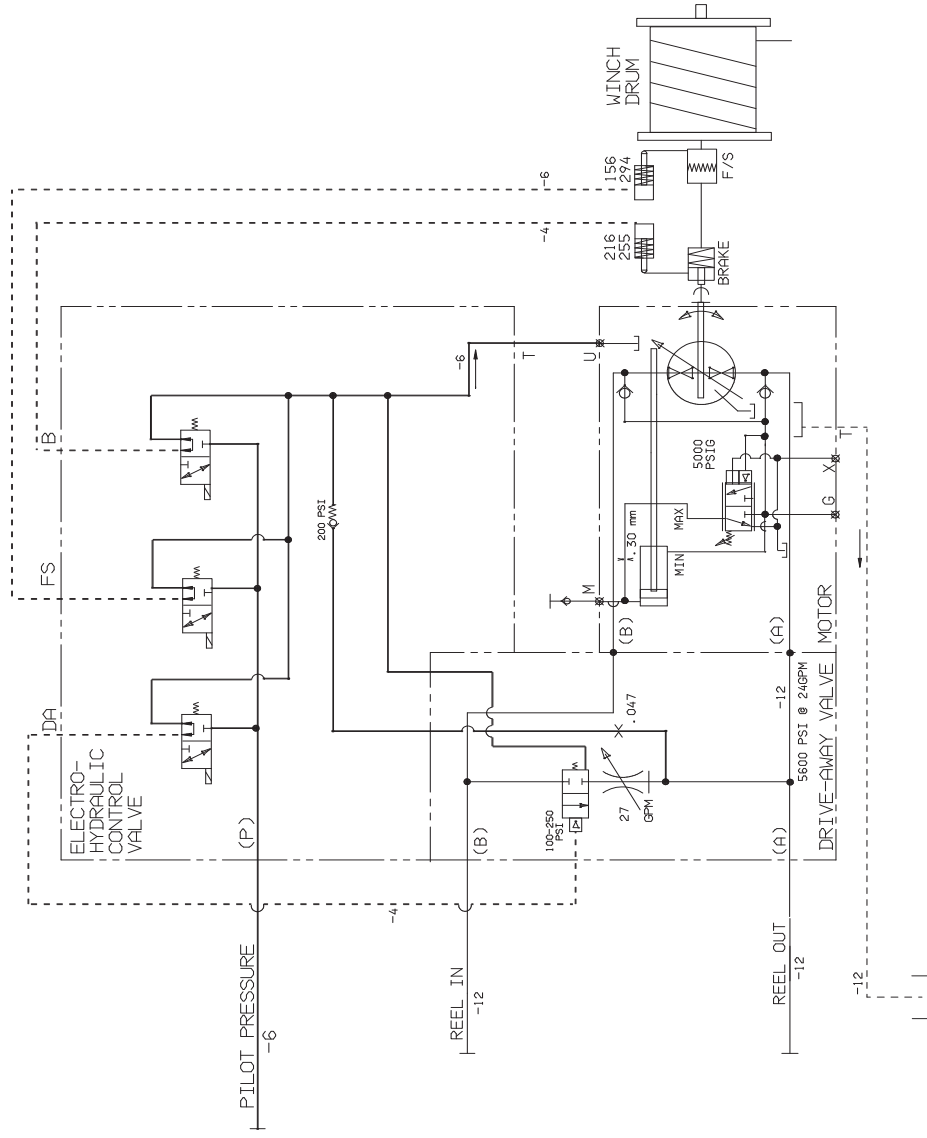 WINCH
DRUM
156
294
F/S
-6
216
255
-4
BRAKE
B
FS
DA
-6
T
U
200 PSI
5000
PSIG
T
X
G
.30 mm
MAX
MIN
M
(B)
(A)
MOTOR
ELECTRO-
HYDRAULIC
CONTROL
VALVE
(P)
.047
-12
5600 PSI @ 24GPM
27
GPM
100-250
PSI
(B)
(A)
DRIVE-AWAY VALVE
-4
PILOT PRESSURE
-6
REEL IN
-12
REEL OUT
-12
-12